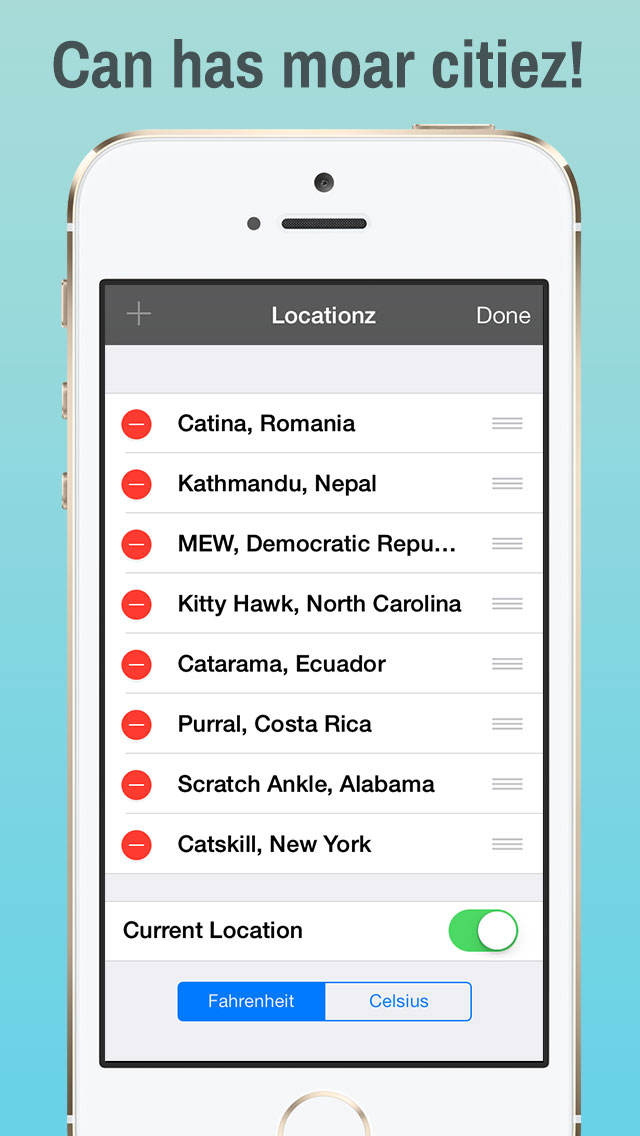 Can has moar citiez!
Locationz Done
Catina, Romania
Kathmandu, Nepal
MEW, Democratic Repu...
Kitty Hawk, North Carolina
Catarama, Ecuador
Purral, Costa Rica
Scratch Ankle, Alabama
Catskill, New York
Current Location
Fahrenheit Celsius